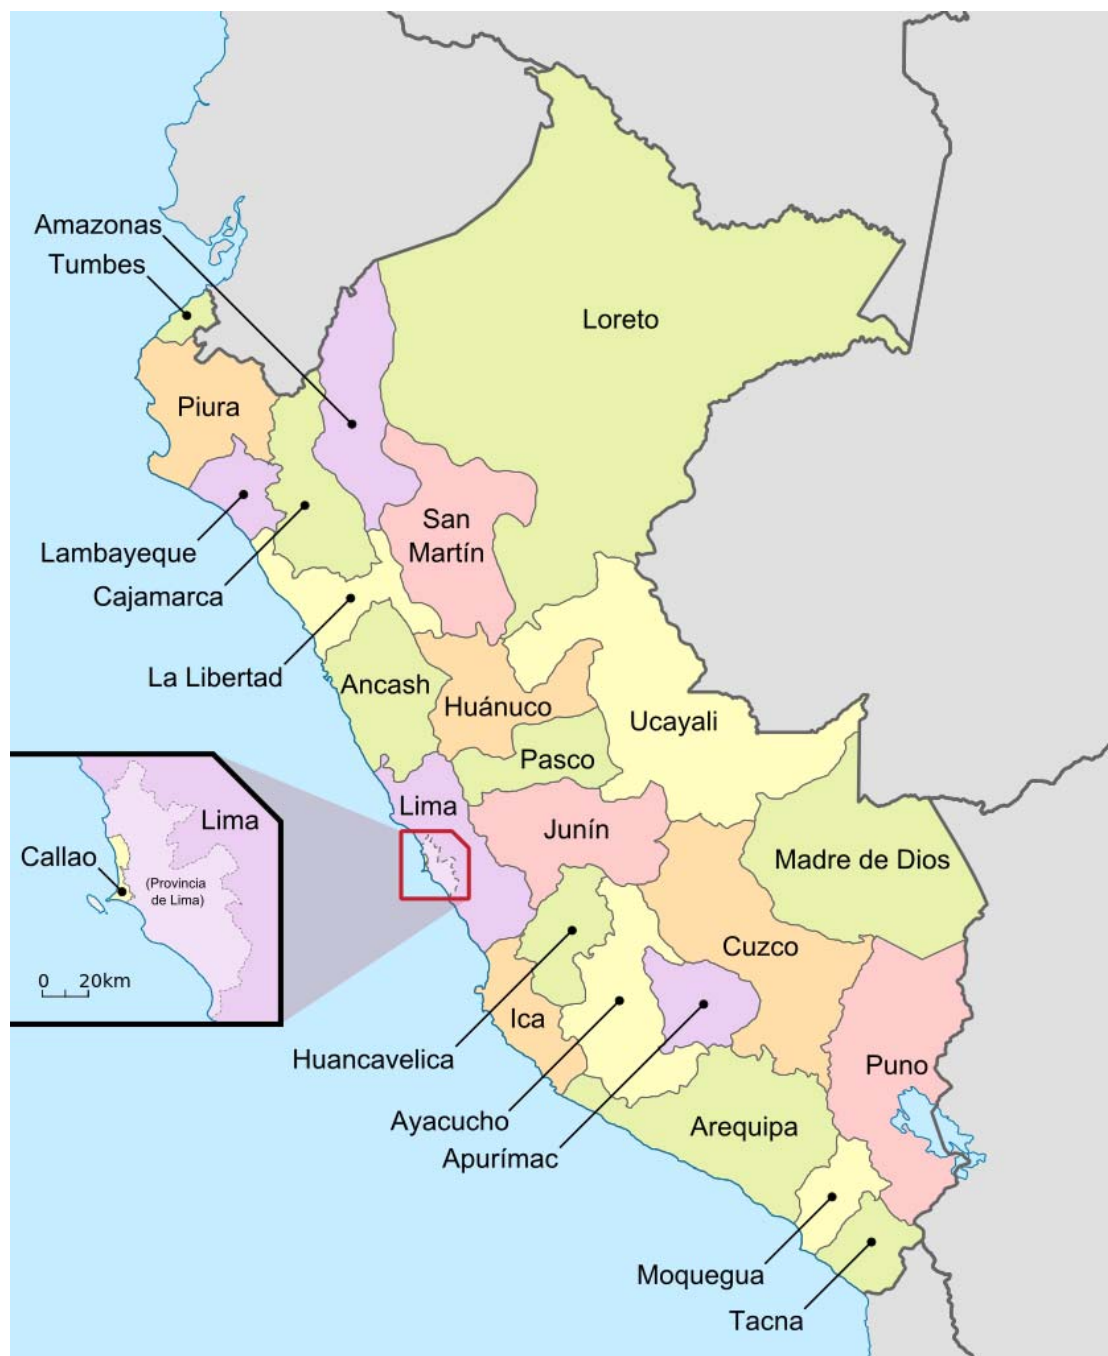 Amazonas
Tumbes
Loreto
Piura
San
Martín
Lambayeque
Cajamarca
La Libertad
Ancash
Huánuco
Ucayali
Pasco
Lima
Lima
Junín
Callao
Madre de Dios
(Provincia
de Lima)
Cuzco
0 20km
Ica
Huancavelica
Puno
Ayacucho
Arequipa
Apurímac
Moquegua
Tacna